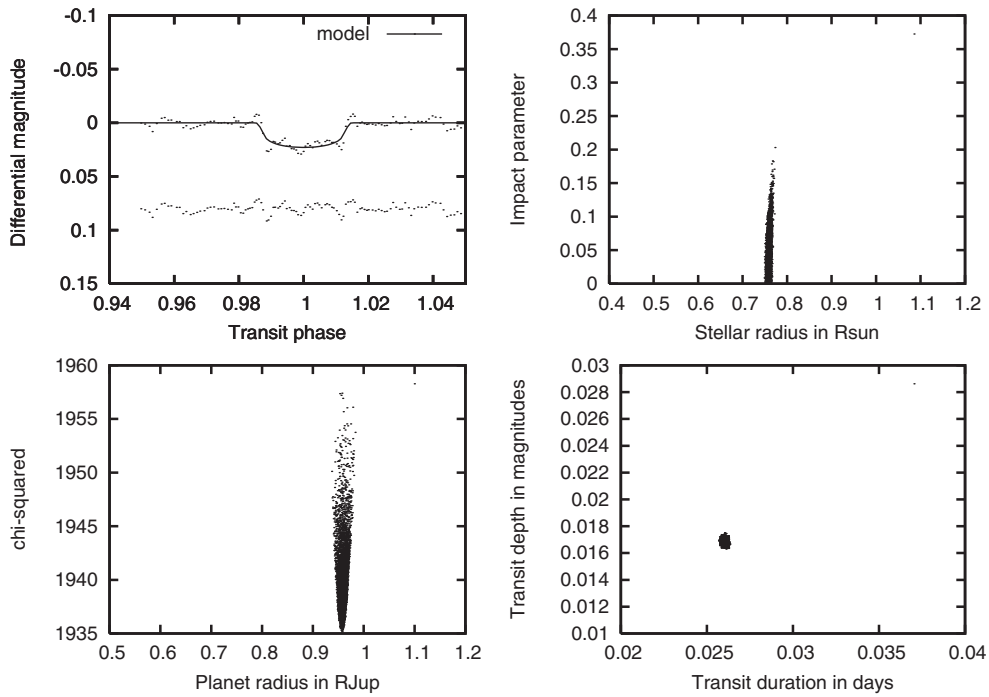 -0.1
-0.05
0
0.05
0.1
0.15
0.94 0.96 0.98 1 1.02 1.04
Differential magnitude
Transit phase
model
0.4
0.35
0.3
0.25
0.2
0.15
0.1
0.05
0
0.4 0.5 0.6 0.7 0.8 0.9 1 1.1 1.2
Impact parameter
Stellar radius in Rsun
1960
1955
1950
1945
1940
1935
0.5 0.6 0.7 0.8 0.9 1 1.1 1.2
chi-squared
Planet radius in RJup
0.03
0.028
0.026
0.024
0.022
0.02
0.018
0.016
0.014
0.012
0.01
0.02 0.025 0.03 0.035 0.04
Transit depth in magnitudes
Transit duration in days